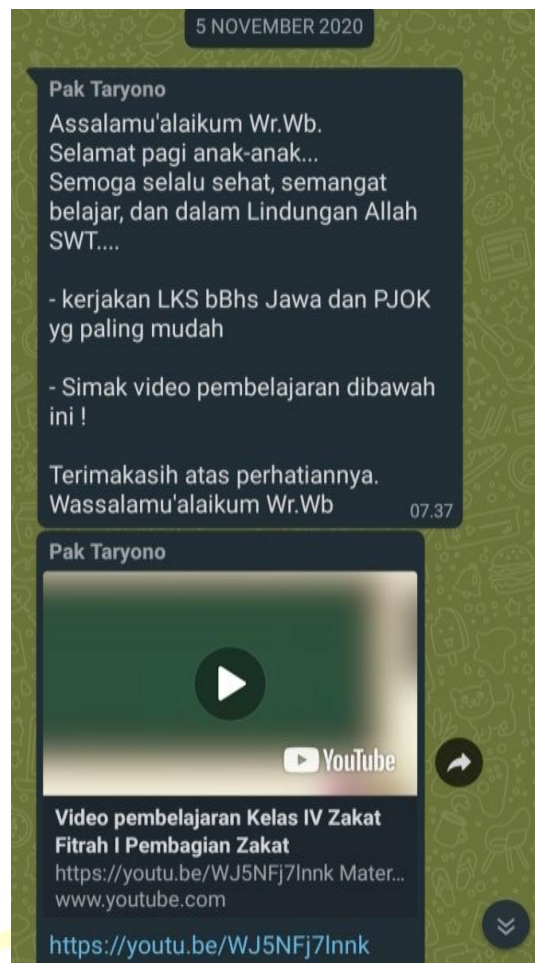 5 NOVEMBER 2020
Pak Taryono
Assalamu'alaikum Wr.Wb.
Selamat pagi anak-anak...
Semoga selalu sehat, semangat
belajar, dan dalam Lindungan Allah
SWT....
- kerjakan LKS bBhs Jawa dan PJOK
yg paling mudah
- Simak video pembelajaran dibawah
ini !
Terimakasih atas perhatiannya.
Wassalamu'alaikum Wr.Wb
07.37
Pak Taryono
YouTube
Video pembelajaran Kelas IV Zakat
Fitrah I Pembagian Zakat
https://youtu.be/WJ5NFj7lnnk Mater...
www.youtube.com
https://youtu.be/WJ5NFj7lnnk